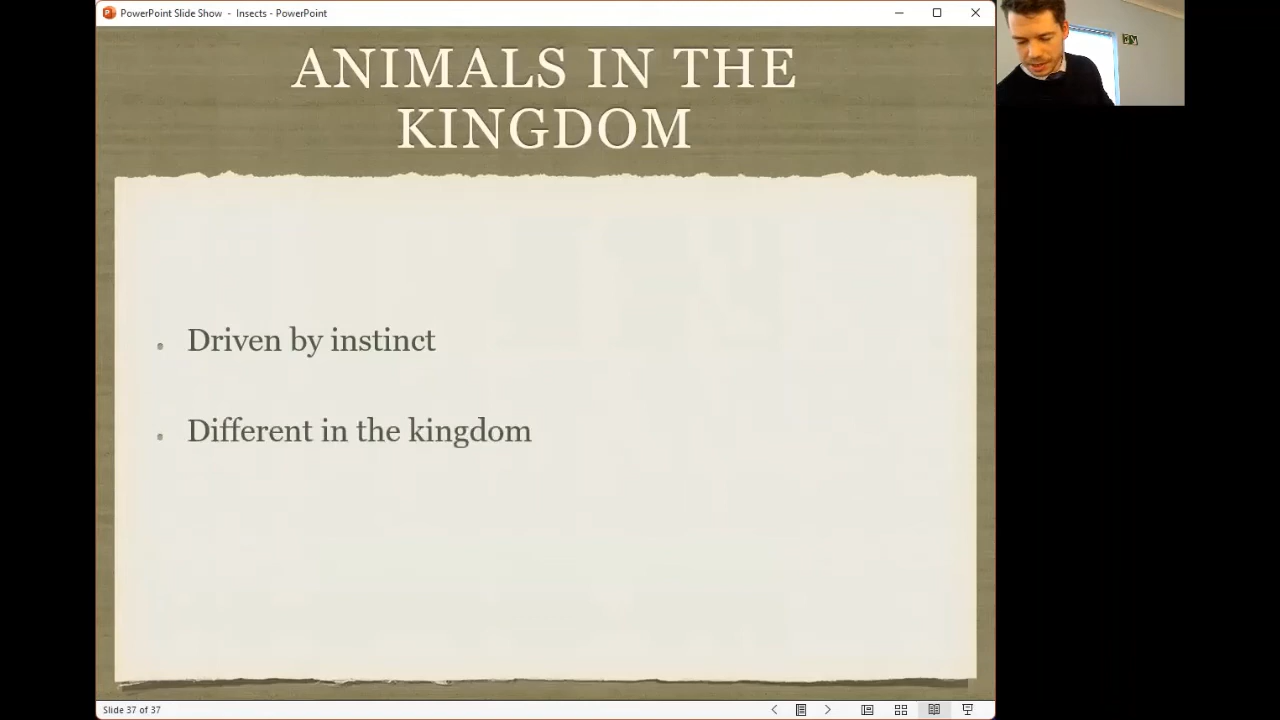 PowerPoint Slide Show - Insects - PowerPoint
ANIMALS IN THE
KINGDOM
Driven by instinct
Different in the kingdom
Slide 37 of 37